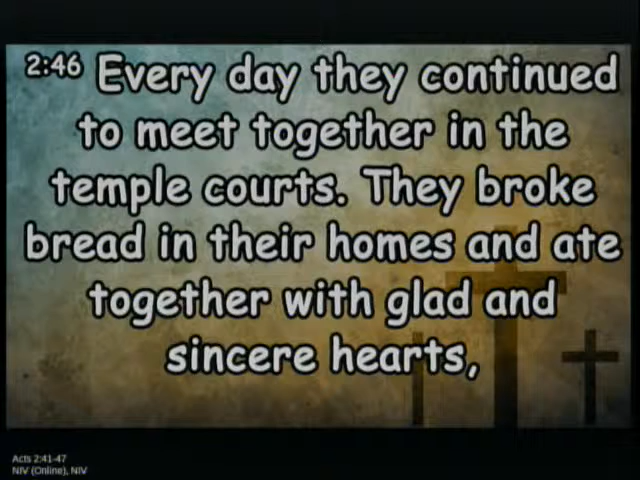 2:46 Every day they continued
to meet together in the
temple courts. They broke
bread in their homes and ate
together with glad and
sincere hearts,
Acts 2:41-47
NIV (Online), NIV